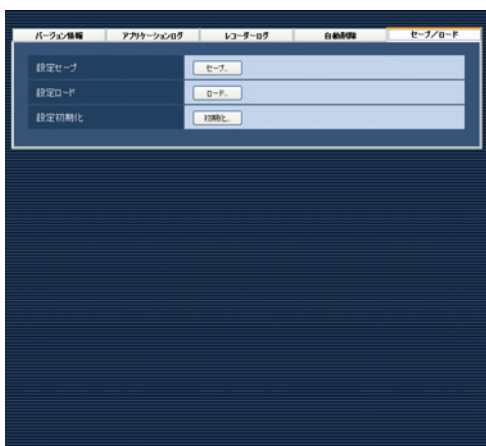 バージョン情報 アプリケーションログ レコーダーログ 自動削除 セーブ/ロード
設定セーブ セーブ...
設定ロード ロード...
設定初期化 初期化...